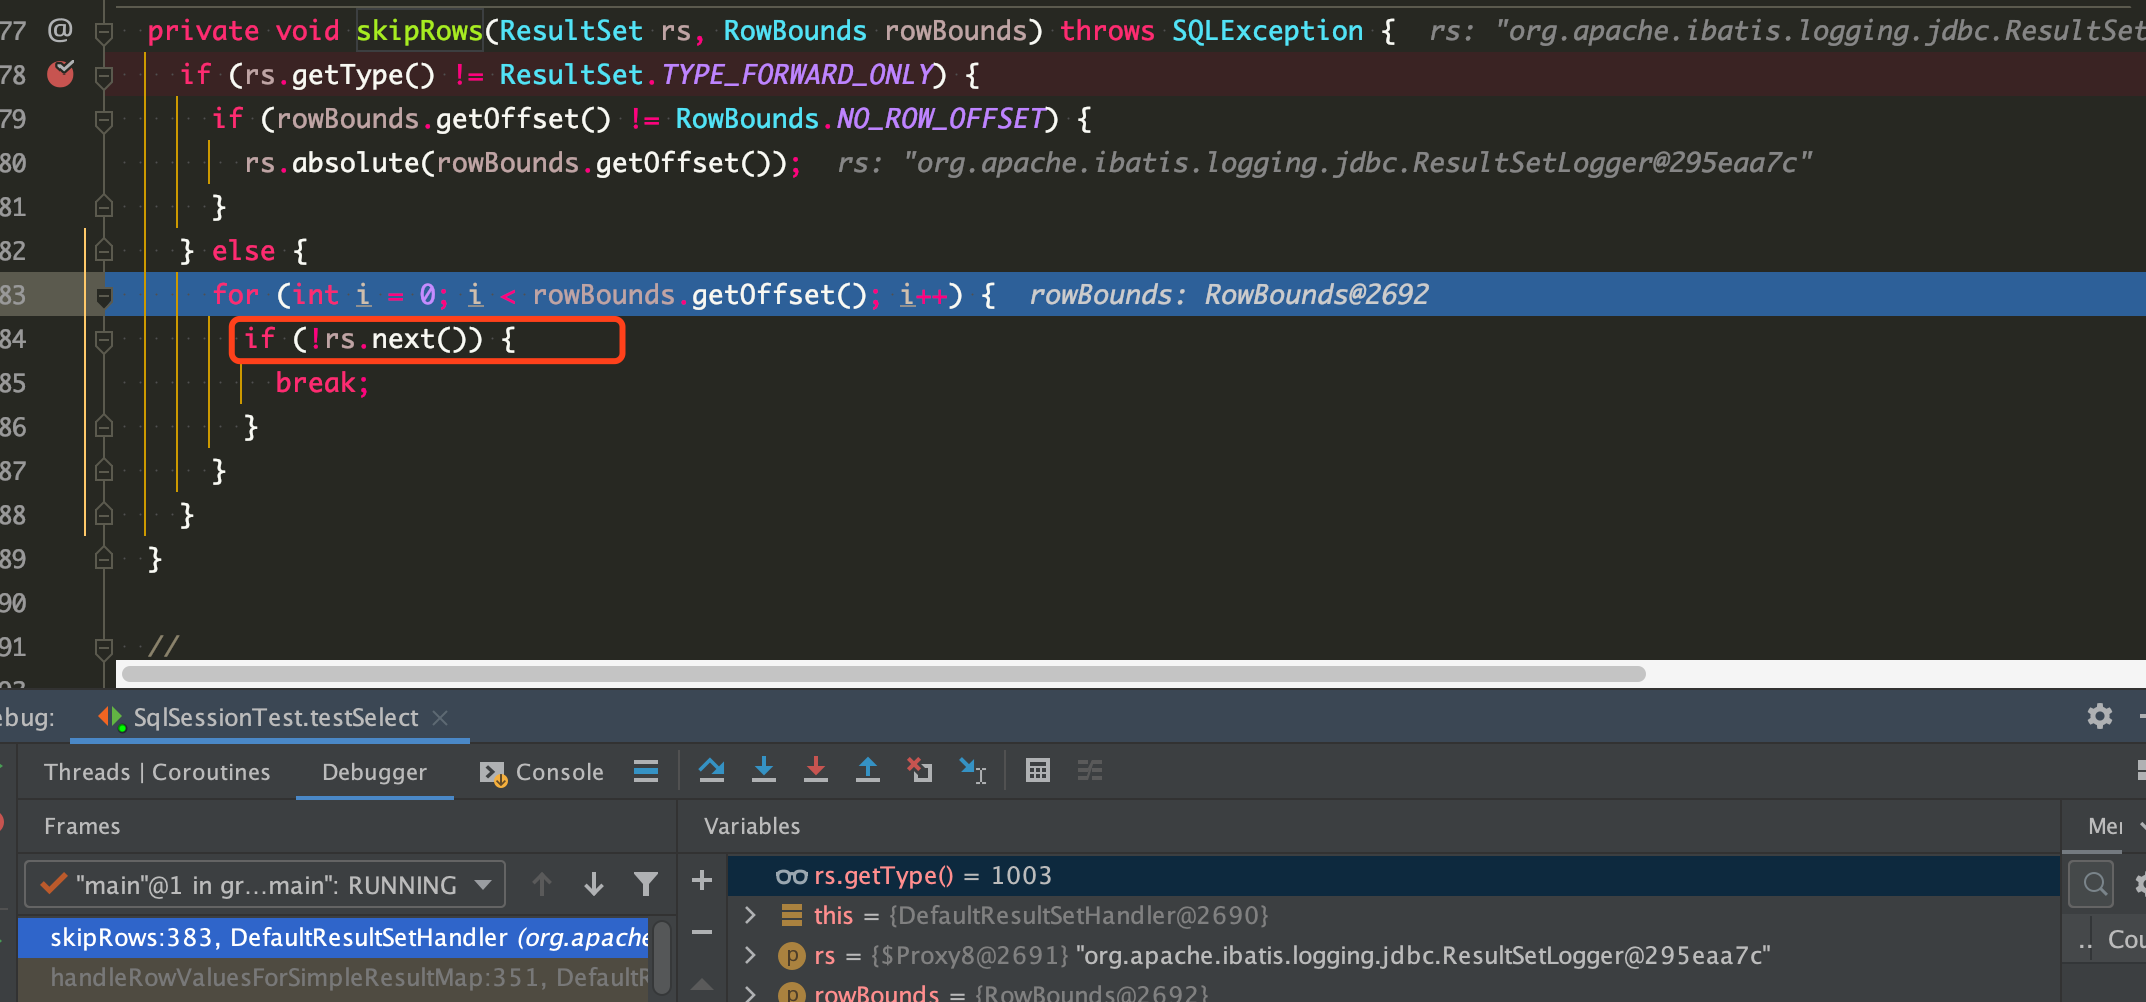 77 @ private void skipRows(ResultSet rs, RowBounds rowBounds) throws SQLException { rs: "org.apache.ibatis.logging.jdbc.ResultSet
78 if (rs.getType() != ResultSet.TYPE_FORWARD_ONLY) {
79 if (rowBounds.getOffset() != RowBounds.NO_ROW_OFFSET) {
80 rs.absolute(rowBounds.getOffset()); rs: "org.apache.ibatis.logging.jdbc.ResultSetLogger@295eaa7c"
81 }
82 } else {
83 for (int i = 0; i < rowBounds.getOffset(); i++) { rowBounds: RowBounds@2692
84 if (!rs.next()) {
85 break;
86 }
87 }
88 }
89 }
90
91 //
ebug: SqlSessionTest.testSelect
Threads | Coroutines Debugger Console
Frames Variables Me
"main"@1 in gr...main": RUNNING
rs.getType() = 1003
this = {DefaultResultSetHandler@2690}
skipRows:383, DefaultResultSetHandler (org.apache
.. Cou
rs = {$Proxy8@2691} "org.apache.ibatis.logging.jdbc.ResultSetLogger@295eaa7c"
handleRowValuesForSimpleResultMap:351, DefaultR
rowBounds = {RowBounds@2692}